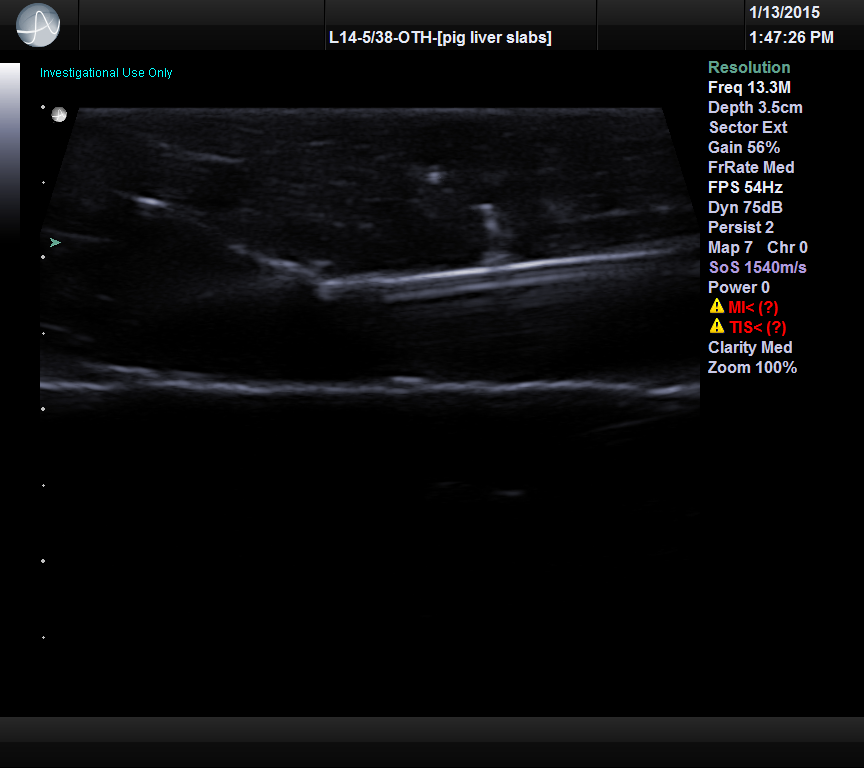 1/13/2015
L14-5/38-OTH-[pig liver slabs]
1:47:26 PM
Investigational Use Only
Resolution
Freq 13.3M
Depth 3.5cm
Sector Ext
Gain 56%
FrRate Med
FPS 54Hz
Dyn 75dB
Persist 2
Map 7 Chr 0
SoS 1540m/s
Power 0
MI< (?)
TIS< (?)
Clarity Med
Zoom 100%